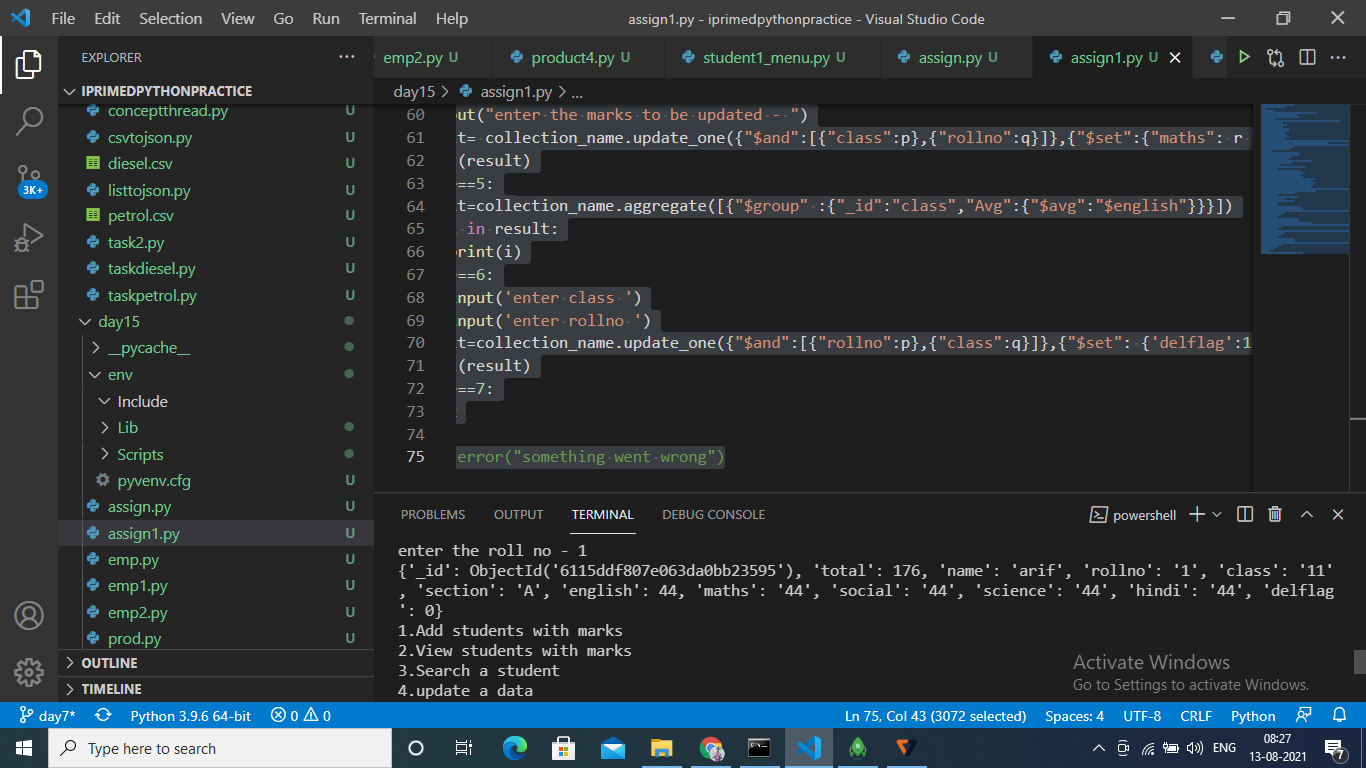 File Edit Selection View Go Run Terminal Help
assign1.py - iprimedpythonpractice - Visual Studio Code
EXPLORER
emp2.py U product4.py U student1_menu.py U assign.py U assign1.py U
IPRIMEDPYTHONPRACTICE
conceptthread.py U
csvtojson.py U
diesel.csv U
listtojson.py U
petrol.csv U
task2.py U
taskdiesel.py U
taskpetrol.py U
day15
__pycache__
env
Include
Lib
Scripts
pyvenv.cfg U
assign.py U
assign1.py U
emp.py U
emp1.py U
emp2.py U
prod.py U
OUTLINE
TIMELINE
3K+
day15 > assign1.py > ...
60 out("enter the marks to be updated - ")
61 t= collection_name.update_one({"$and":[{"class":p},{"rollno":q}]},{"$set":{"maths": r
62 (result)
63 ==5:
64 t=collection_name.aggregate([{"$group" :{"_id":"class","Avg":{"$avg":"$english"}}}])
65 in result:
66 print(i)
67 ==6:
68 nput('enter class ')
69 nput('enter rollno ')
70 t=collection_name.update_one({"$and":[{"rollno":p},{"class":q}]},{"$set": {'delflag':1
71 (result)
72 ==7:
73
74
75 error("something went wrong")
PROBLEMS OUTPUT TERMINAL DEBUG CONSOLE
powershell
enter the roll no - 1
{'_id': ObjectId('6115ddf807e063da0bb23595'), 'total': 176, 'name': 'arif', 'rollno': '1', 'class': '11'
, 'section': 'A', 'english': 44, 'maths': '44', 'social': '44', 'science': '44', 'hindi': '44', 'delflag
': 0}
1.Add students with marks
2.View students with marks
3.Search a student
4.update a data
Activate Windows
Go to Settings to activate Windows.
day7* Python 3.9.6 64-bit 0 0 Ln 75, Col 43 (3072 selected) Spaces: 4 UTF-8 CRLF Python
Type here to search
ENG
08:27
13-08-2021
7